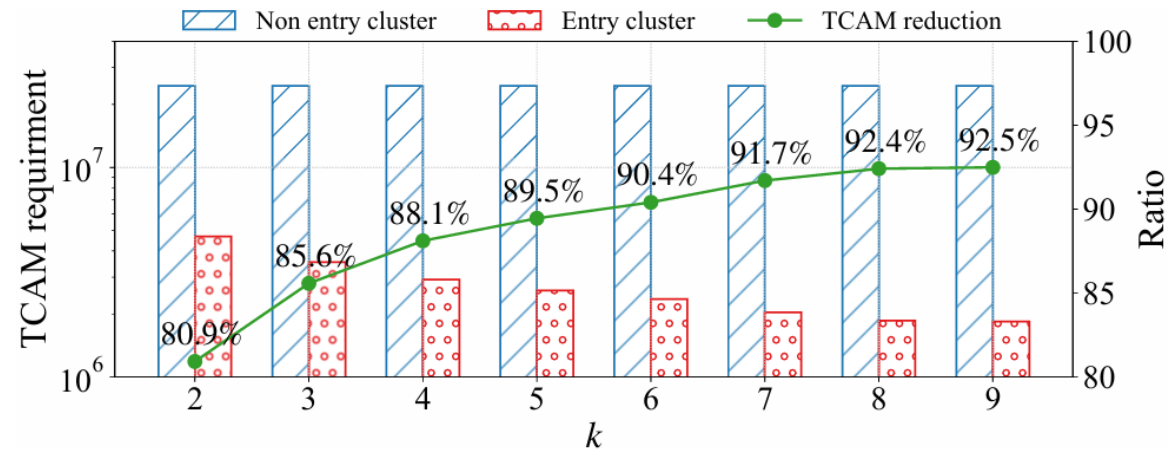 Non entry cluster
Entry cluster
TCAM reduction
TCAM requirment
10^7
10^6
100
95
90
85
80
Ratio
80.9%
85.6%
88.1%
89.5%
90.4%
91.7%
92.4%
92.5%
2 3 4 5 6 7 8 9
k